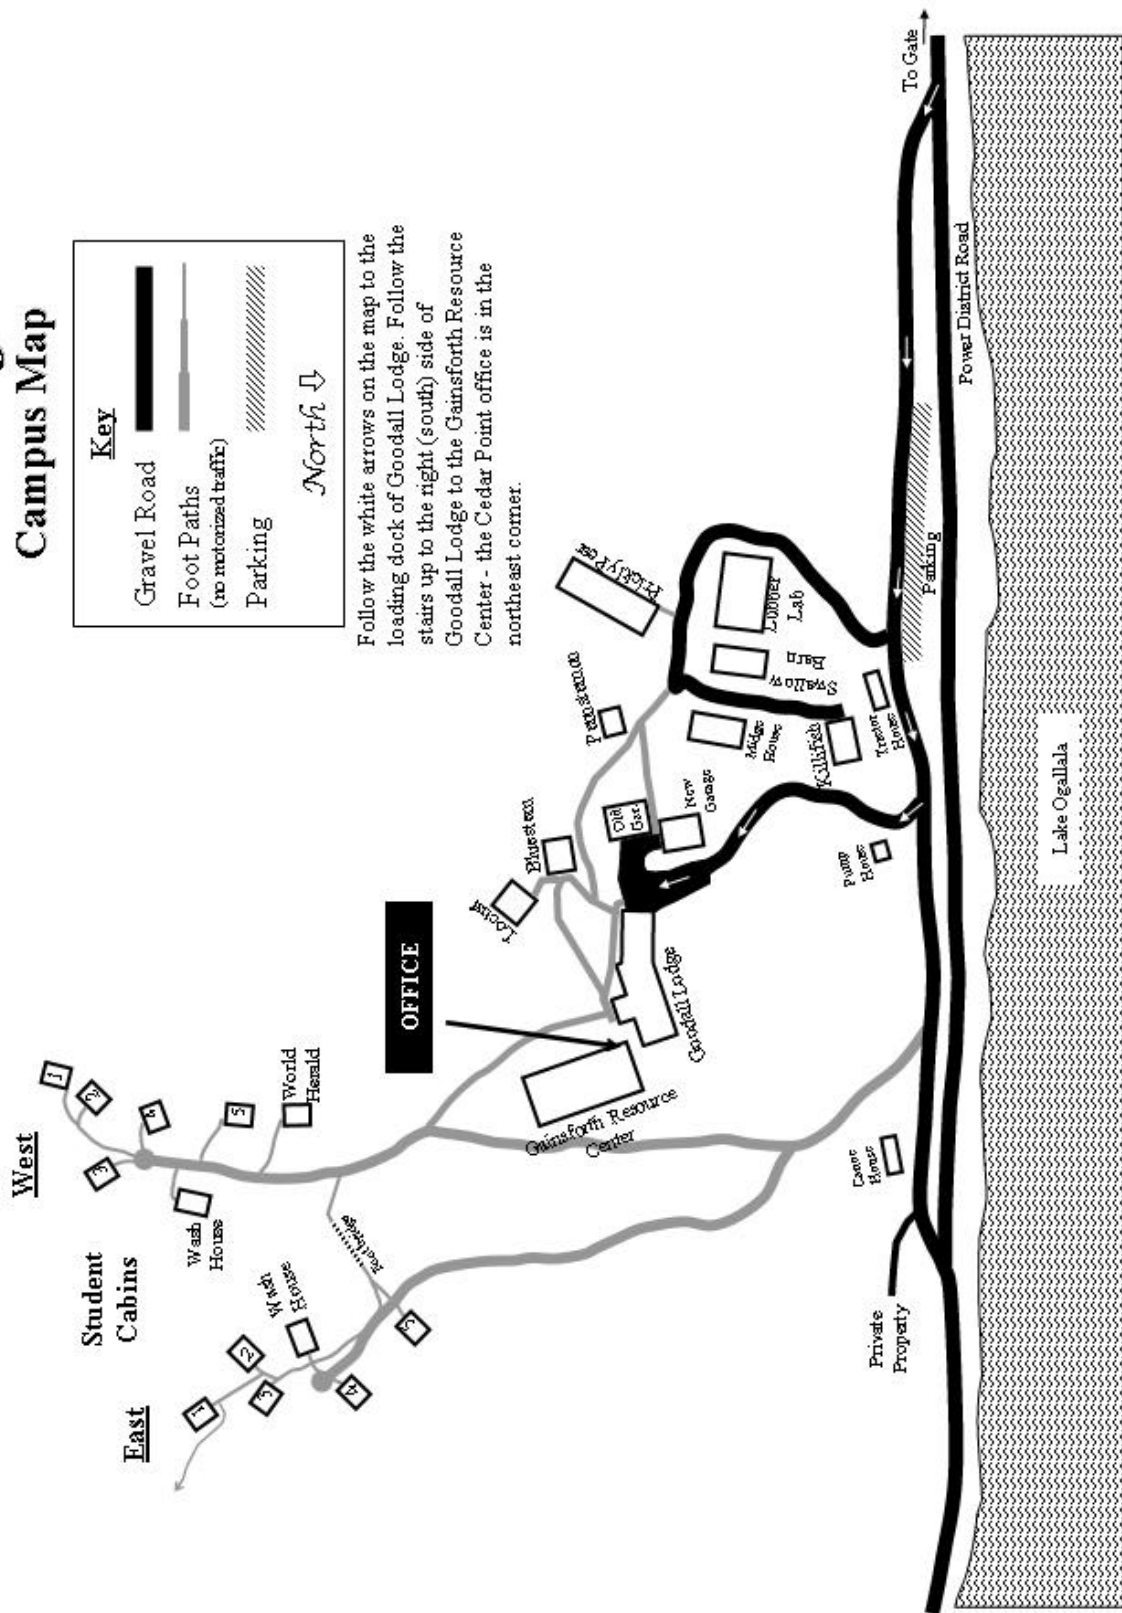 Campus Map
Key
Gravel Road
Foot Paths
(no motorized traffic)
Parking
North
Follow the white arrows on the map to the
loading dock of Goodall Lodge. Follow the
stairs up to the right (south) side of
Goodall Lodge to the Gainsforth Resource
Center - the Cedar Point office is in the
northeast corner.
West
Student
Cabins
East
1
2
3
4
5
World
Herald
Wash
House
Footbridge
Wash
House
1
2
3
4
5
OFFICE
Locust
Bluestem
Penstemon
Prickly Pear
Old
Gar.
New
Garage
Midge
House
Swallow
Barn
Lab
Killifish
Tractor
House
Pump
House
Goodall Lodge
Gainsforth Resource
Center
Canoe
House
Private
Property
Parking
To Gate
Power District Road
Lake Ogallala